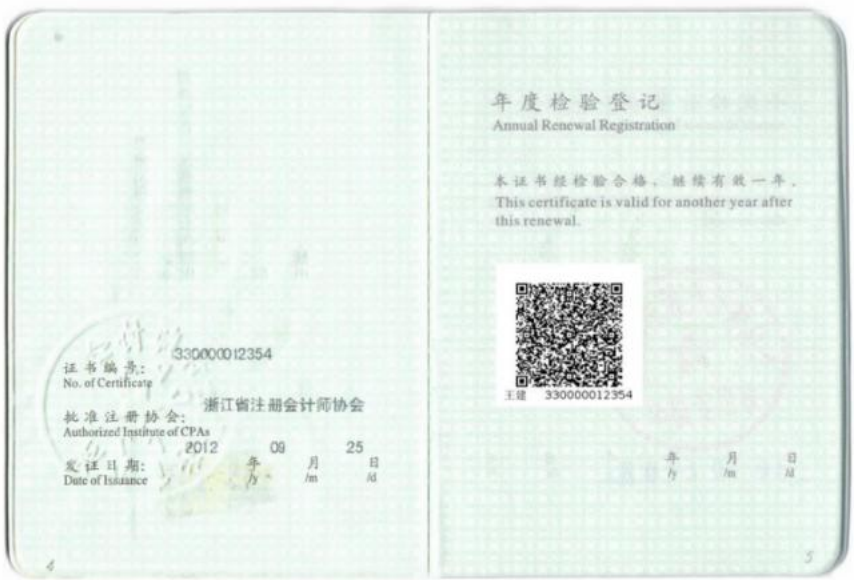 330000012354
证书编号:
No. of Certificate
浙江省注册会计师协会
批准注册协会:
Authorized Institute of CPAs
2012 09 25
发证日期: 年 月 日
Date of Issuance /y /m /d
4
年度检验登记
Annual Renewal Registration
本证书经检验合格，继续有效一年。
This certificate is valid for another year after
this renewal.
王建 330000012354
年 月 日
/y /m /d
5